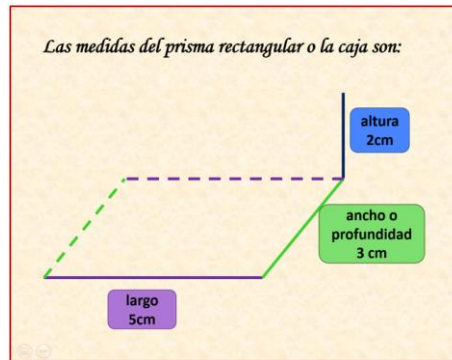 Las medidas del prisma rectangular o la caja son:
altura
2cm
ancho o
profundidad
3 cm
largo
5cm